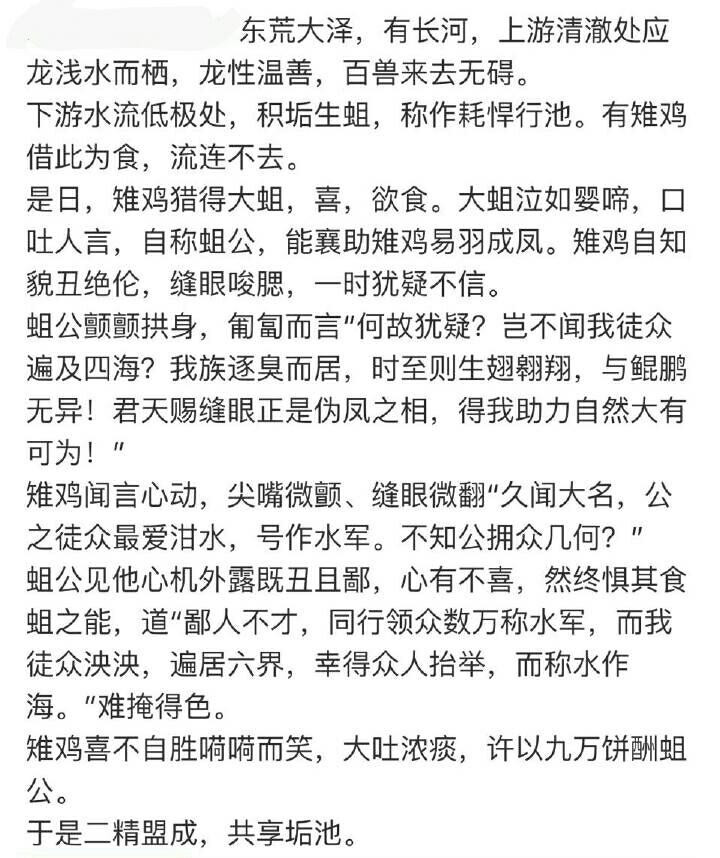 东荒大泽，有长河，上游清澈处应
龙浅水而栖，龙性温善，百兽来去无碍。
下游水流低极处，积垢生蛆，称作耗悍行池。有雉鸡
借此为食，流连不去。
是日，雉鸡猎得大蛆，喜，欲食。大蛆泣如婴啼，口
吐人言，自称蛆公，能襄助雉鸡易羽成凤。雉鸡自知
貌丑绝伦，缝眼唆腮，一时犹疑不信。
蛆公颤颤拱身，匍匐而言“何故犹疑？岂不闻我徒众
遍及四海？我族逐臭而居，时至则生翅翱翔，与鲲鹏
无异！君天赐缝眼正是伪凤之相，得我助力自然大有
可为！”
雉鸡闻言心动，尖嘴微颤、缝眼微翻“久闻大名，公
之徒众最爱泔水，号作水军。不知公拥众几何？”
蛆公见他心机外露既丑且鄙，心有不喜，然终惧其食
蛆之能，道“鄙人不才，同行领众数万称水军，而我
徒众泱泱，遍居六界，幸得众人抬举，而称水作
海。”难掩得色。
雉鸡喜不自胜嗬嗬而笑，大吐浓痰，许以九万饼酬蛆
公。
于是二精盟成，共享垢池。